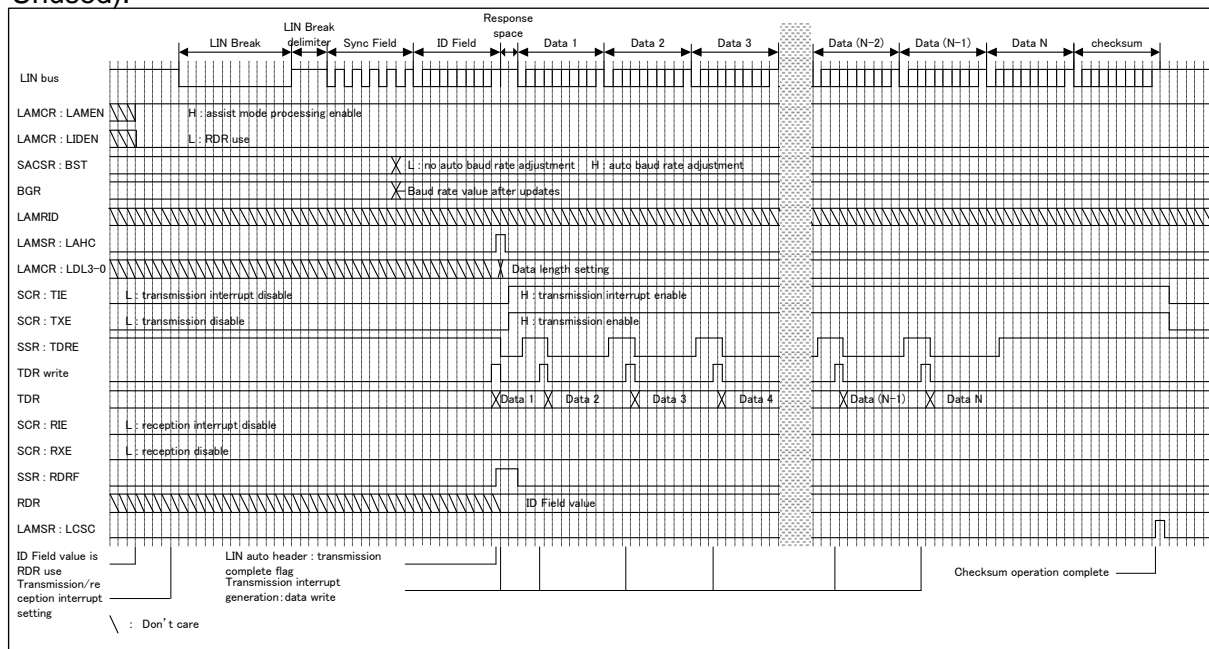 Unused).
LIN Break
LIN Break delimiter
Sync Field
ID Field
Response space
Data 1
Data 2
Data 3
Data (N-2)
Data (N-1)
Data N
checksum
LIN bus
LAMCR : LAMEN
H : assist mode processing enable
LAMCR : LIDEN
L : RDR use
SACSR : BST
L : no auto baud rate adjustment
H : auto baud rate adjustment
BGR
Baud rate value after updates
LAMRID
LAMSR : LAHC
LAMCR : LDL3-0
Data length setting
SCR : TIE
L : transmission interrupt disable
H : transmission interrupt enable
SCR : TXE
L : transmission disable
H : transmission enable
SSR : TDRE
TDR write
TDR
Data 1
Data 2
Data 3
Data 4
Data (N-1)
Data N
SCR : RIE
L : reception interrupt disable
SCR : RXE
L : reception disable
SSR : RDRF
RDR
ID Field value
LAMSR : LCSC
ID Field value is
RDR use
Transmission/re
ception interrupt
setting
LIN auto header : transmission
complete flag
Transmission interrupt
generation:data write
Checksum operation complete
\ : Don't care